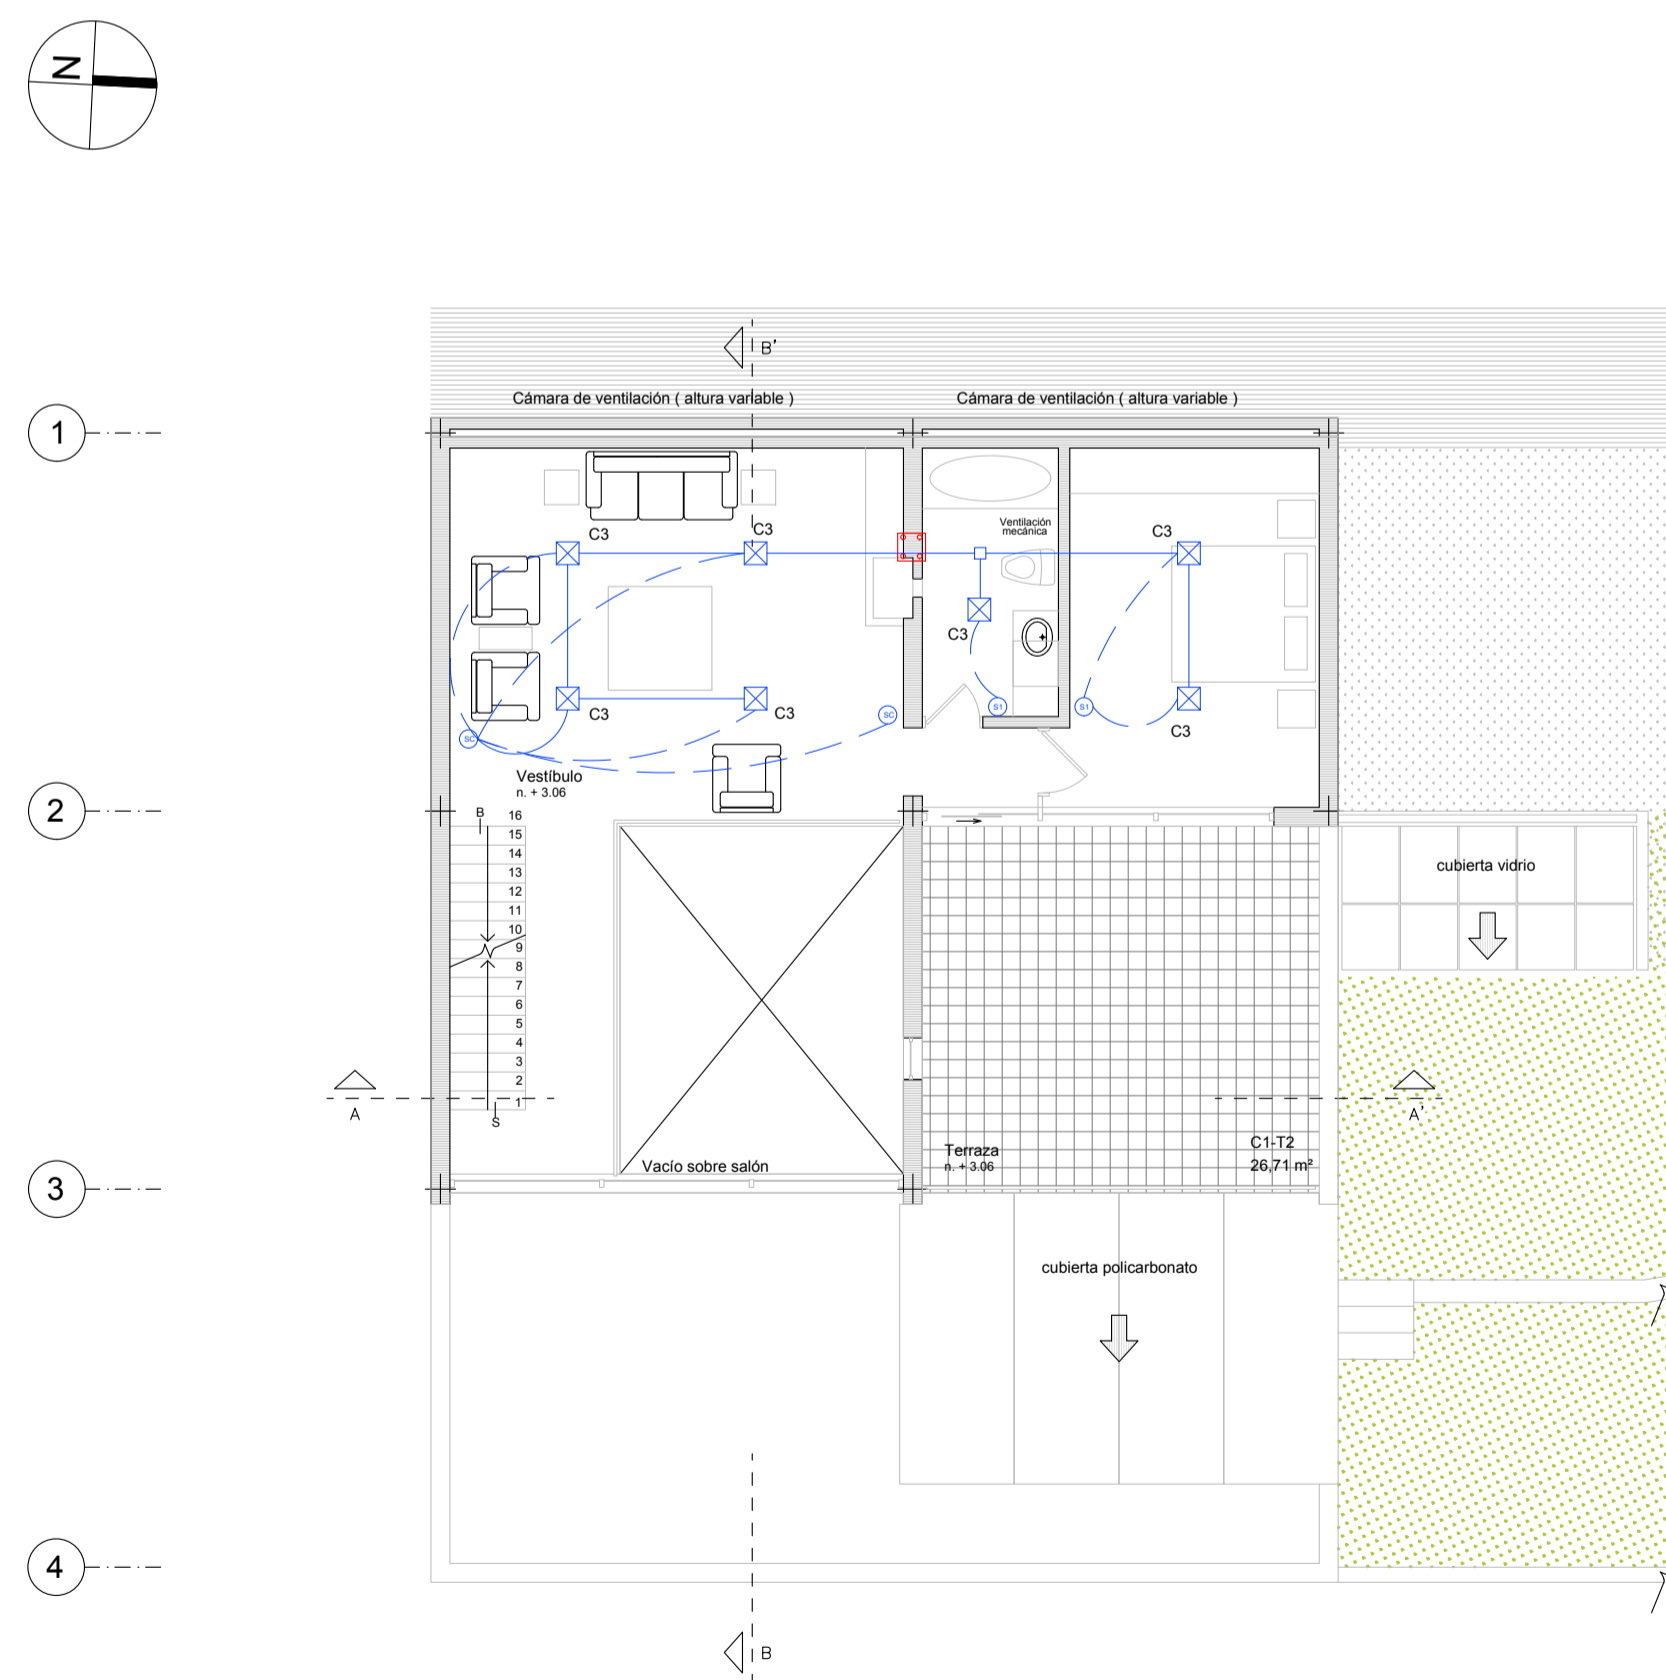 N
B'
Cámara de ventilación ( altura variable )
Cámara de ventilación ( altura variable )
1
Ventilación
mecánica
C3
C3
C3
C3
C3
C3
C3
S1
S1
SC
SC
Vestíbulo
n. + 3.06
2
B
16
15
14
13
12
11
10
9
8
7
6
5
4
3
2
1
S
cubierta vidrio
A
A'
Terraza
n. + 3.06
C1-T2
26,71 m²
Vacío sobre salón
3
cubierta policarbonato
4
B